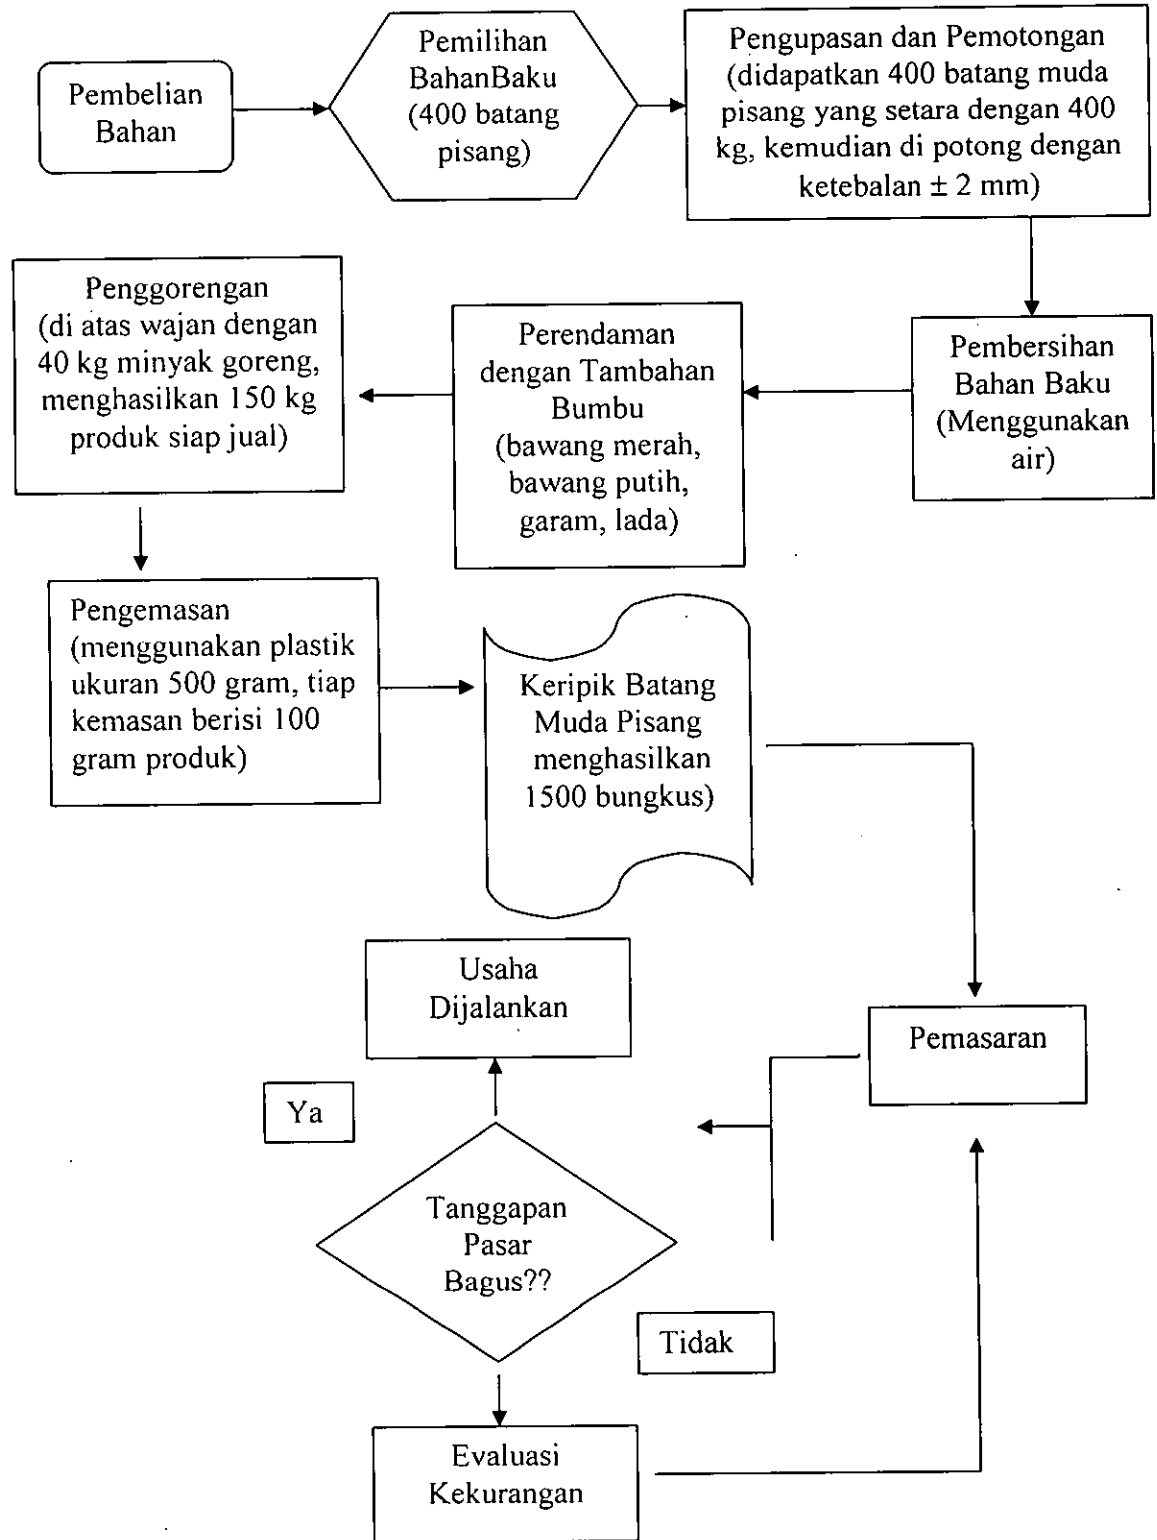 Pembelian
Bahan
Pemilihan
BahanBaku
(400 batang
pisang)
Pengupasan dan Pemotongan
(didapatkan 400 batang muda
pisang yang setara dengan 400
kg, kemudian di potong dengan
ketebalan ± 2 mm)
Pembersihan
Bahan Baku
(Menggunakan
air)
Perendaman
dengan Tambahan
Bumbu
(bawang merah,
bawang putih,
garam, lada)
Penggorengan
(di atas wajan dengan
40 kg minyak goreng,
menghasilkan 150 kg
produk siap jual)
Pengemasan
(menggunakan plastik
ukuran 500 gram, tiap
kemasan berisi 100
gram produk)
Keripik Batang
Muda Pisang
menghasilkan
1500 bungkus)
Pemasaran
Usaha
Dijalankan
Ya
Tanggapan
Pasar
Bagus??
Tidak
Evaluasi
Kekurangan